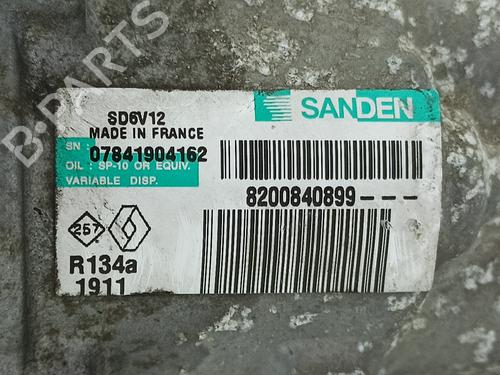 B-PARTS
SANDEN
SD6V12
MADE IN FRANCE
SN :
07841904162
OIL : SP-10 OR EQUIV.
VARIABLE DISP.
8200840899---
257
R134a
1911